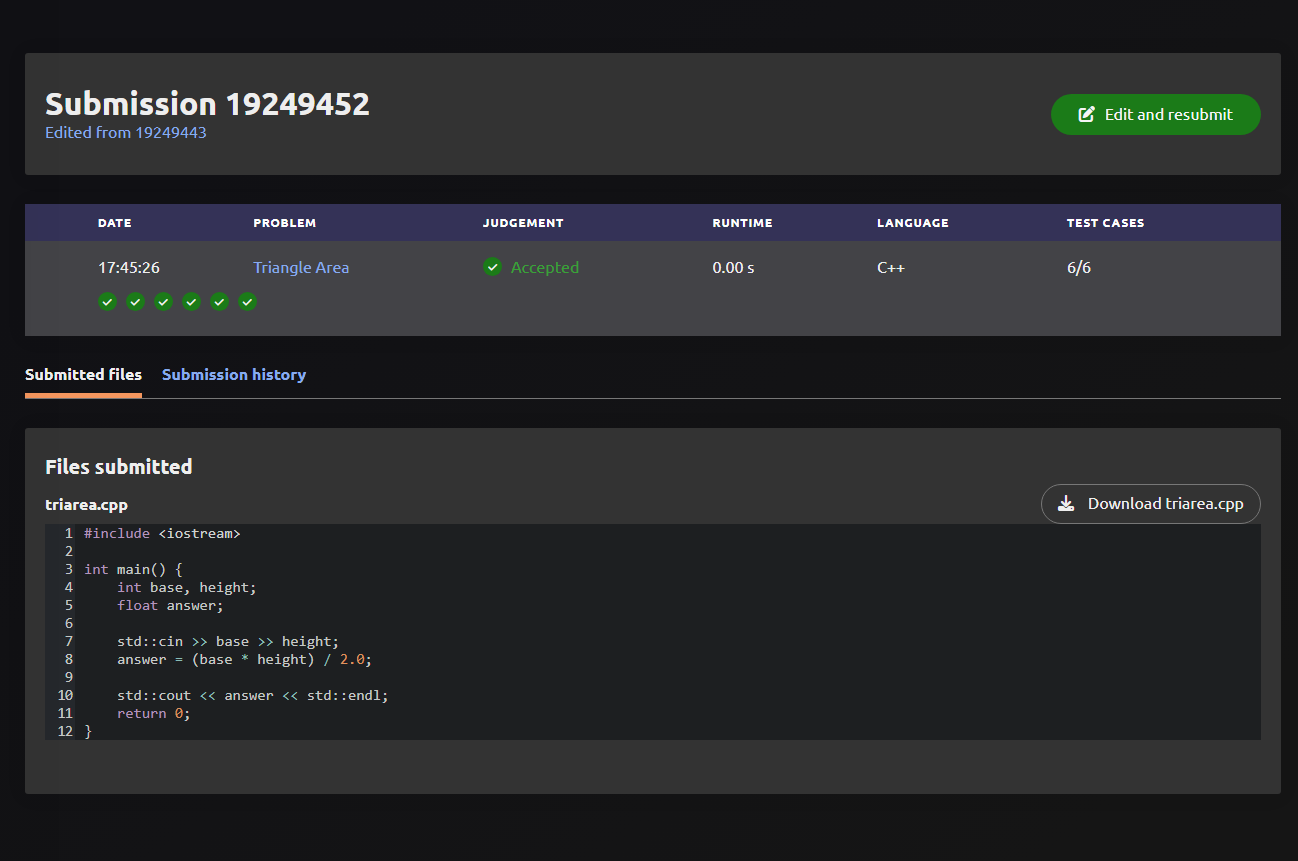 Submission 19249452
Edited from 19249443
Edit and resubmit
DATE PROBLEM JUDGEMENT RUNTIME LANGUAGE TEST CASES
17:45:26 Triangle Area Accepted 0.00 s C++ 6/6
Submitted files Submission history
Files submitted
triarea.cpp
Download triarea.cpp
1 #include <iostream>
2
3 int main() {
4     int base, height;
5     float answer;
6
7     std::cin >> base >> height;
8     answer = (base * height) / 2.0;
9
10     std::cout << answer << std::endl;
11     return 0;
12 }